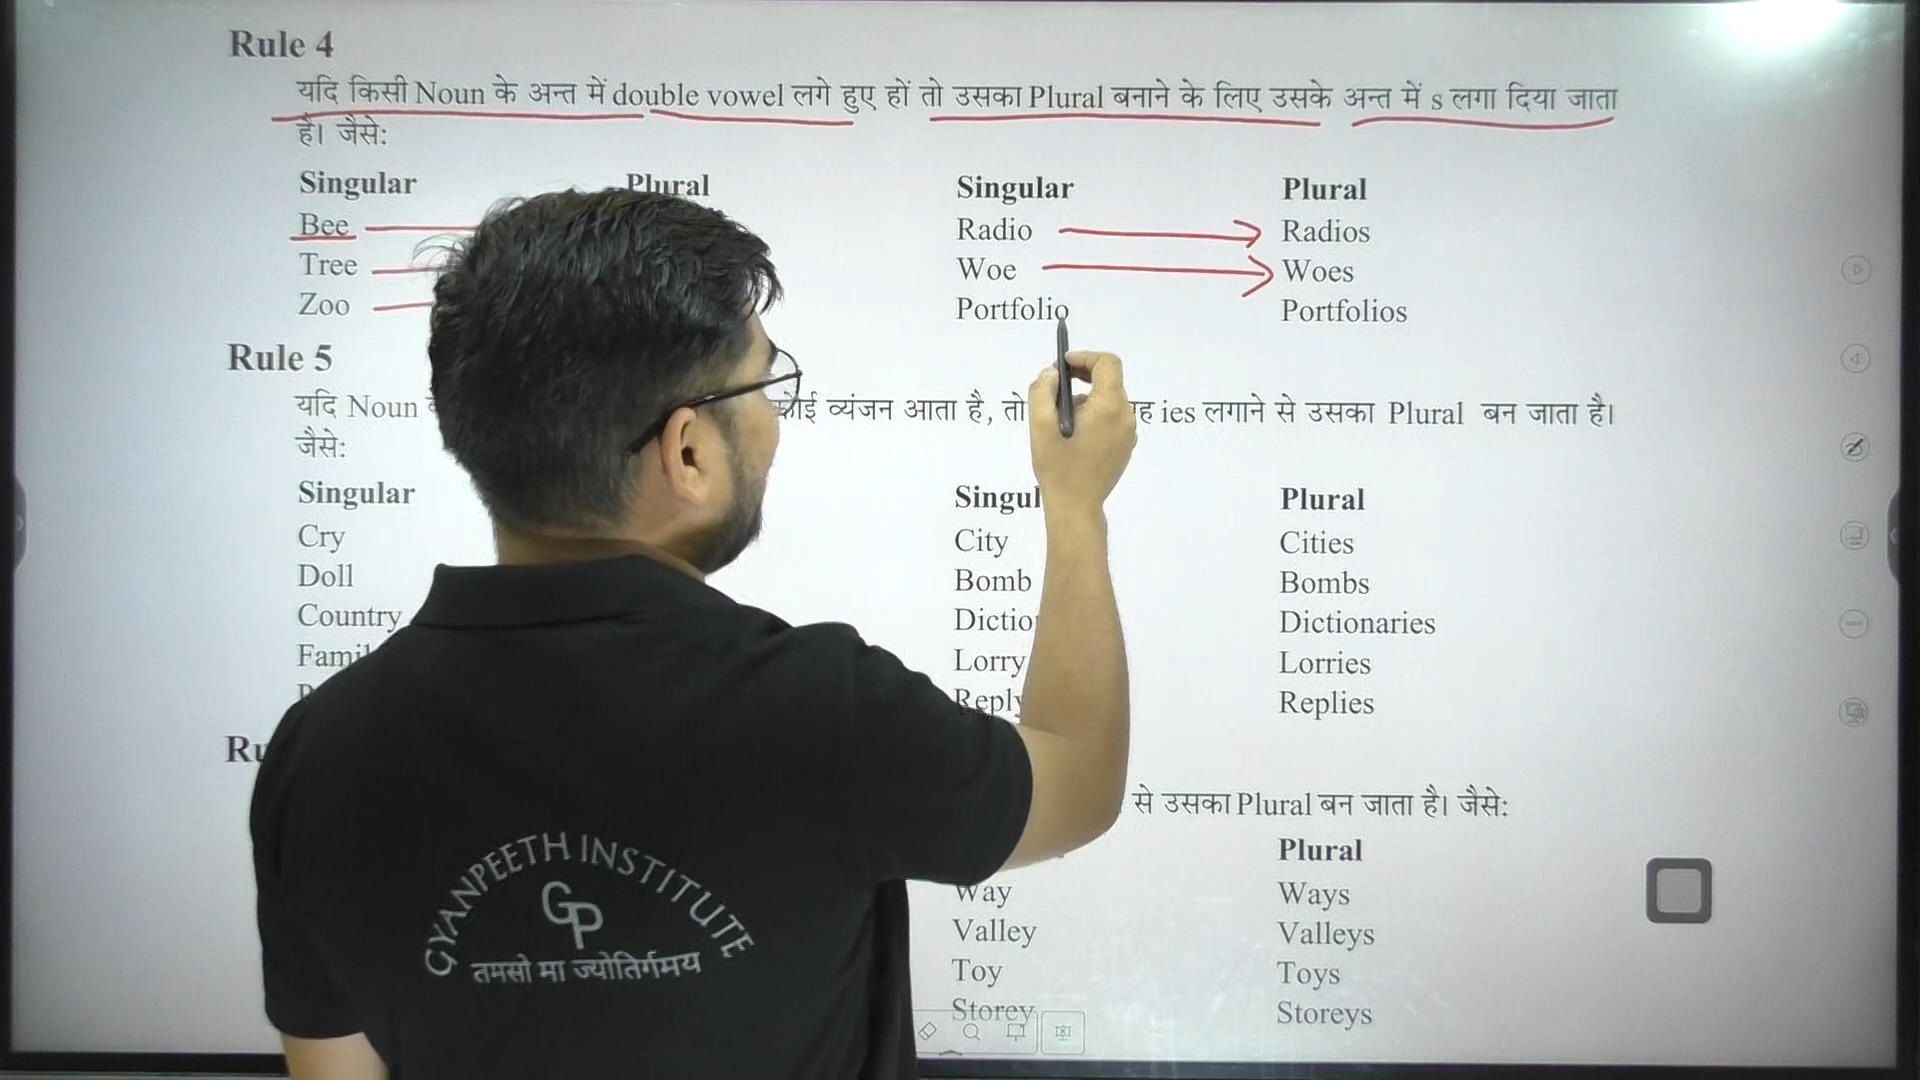 Rule 4
यदि किसी Noun के अन्त में double vowel लगे हुए हों तो उसका Plural बनाने के लिए उसके अन्त में s लगा दिया जाता
है। जैसे:
Singular Plural Singular Plural
Bee Radio Radios
Tree Woe Woes
Zoo Portfolio Portfolios
Rule 5
यदि Noun कोई व्यंजन आता है, तो ies लगाने से उसका Plural बन जाता है।
जैसे:
Singular Plural
Cry City Cities
Doll Bomb Bombs
Country Dictionaries
Lorry Lorries
Reply Replies
से उसका Plural बन जाता है। जैसे:
Plural
Way Ways
Valley Valleys
Toy Toys
Storey Storeys
GYANPEETH INSTITUTE
GP
तमसो मा ज्योतिर्गमय